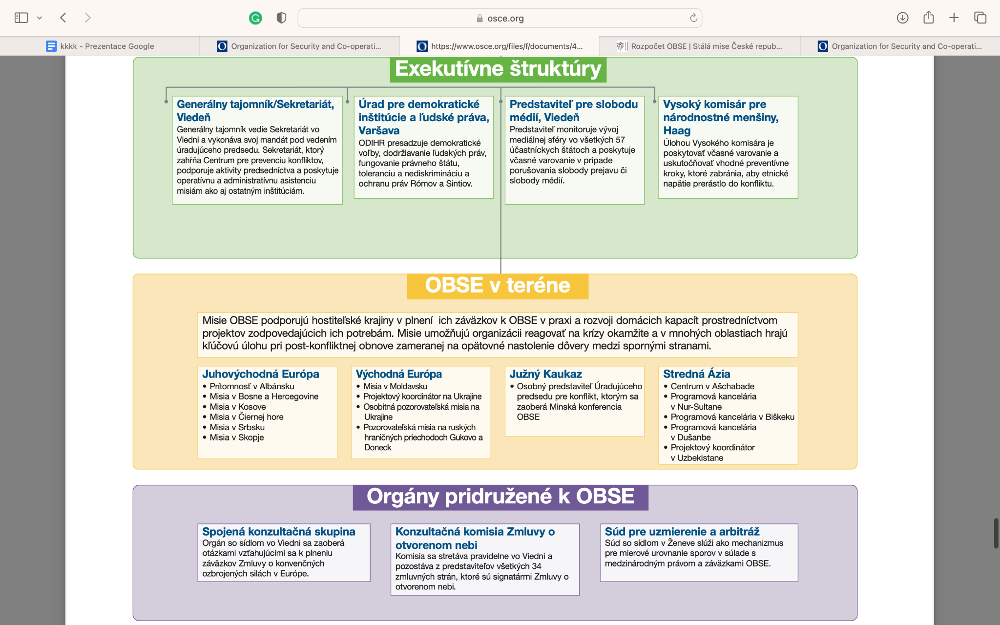 osce.org
kkkk - Prezentace Google
Organization for Security and Co-operati...
https://www.osce.org/files/f/documents/4...
Rozpočet OBSE | Stálá mise České repub...
Organization for Security and Co-operati...
Exekutívne štruktúry
Generálny tajomník/Sekretariát,
Viedeň
Generálny tajomník vedie Sekretariát vo
Viedni a vykonáva svoj mandát pod vedením
úradujúceho predsedu. Sekretariát, ktorý
zahŕňa Centrum pre prevenciu konfliktov,
podporuje aktivity predsedníctva a poskytuje
operatívnu a administratívnu asistenciu
misiám ako aj ostatným inštitúciám.
Úrad pre demokratické
inštitúcie a ľudské práva,
Varšava
ODIHR presadzuje demokratické
voľby, dodržiavanie ľudských práv,
fungovanie právneho štátu,
toleranciu a nediskrimináciu a
ochranu práv Rómov a Sintiov.
Predstaviteľ pre slobodu
médií, Viedeň
Predstaviteľ monitoruje vývoj
mediálnej sféry vo všetkých 57
účastníckych štátoch a poskytuje
včasné varovanie v prípade
porušovania slobody prejavu či
slobody médií.
Vysoký komisár pre
národnostné menšiny,
Haag
Úlohou Vysokého komisára je
poskytovať včasné varovanie a
uskutočňovať vhodné preventívne
kroky, ktoré zabránia, aby etnické
napätie prerástlo do konfliktu.
OBSE v teréne
Misie OBSE podporujú hostiteľské krajiny v plnení ich záväzkov k OBSE v praxi a rozvoji domácich kapacít prostredníctvom
projektov zodpovedajúcich ich potrebám. Misie umožňujú organizácii reagovať na krízy okamžite a v mnohých oblastiach hrajú
kľúčovú úlohu pri post-konfliktnej obnove zameranej na opätovné nastolenie dôvery medzi spornými stranami.
Juhovýchodná Európa
• Prítomnosť v Albánsku
• Misia v Bosne a Hercegovine
• Misia v Kosove
• Misia v Čiernej hore
• Misia v Srbsku
• Misia v Skopje
Východná Európa
• Misia v Moldavsku
• Projektový koordinátor na Ukrajine
• Osobitná pozorovateľská misia na
Ukrajine
• Pozorovateľská misia na ruských
hraničných priechodoch Gukovo a
Doneck
Južný Kaukaz
• Osobný predstaviteľ Úradujúceho
predsedu pre konflikt, ktorým sa
zaoberá Minská konferencia
OBSE
Stredná Ázia
• Centrum v Ašchabade
• Programová kancelária
v Nur-Sultane
• Programová kancelária v Biškeku
• Programová kancelária
v Dušanbe
• Projektový koordinátor
v Uzbekistane
Orgány pridružené k OBSE
Spojená konzultačná skupina
Orgán so sídlom vo Viedni sa zaoberá
otázkami vzťahujúcimi sa k plneniu
záväzkov Zmluvy o konvenčných
ozbrojených silách v Európe.
Konzultačná komisia Zmluvy o
otvorenom nebi
Komisia sa stretáva pravidelne vo Viedni a
pozostáva z predstaviteľov všetkých 34
zmluvných strán, ktoré sú signatármi Zmluvy o
otvorenom nebi.
Súd pre uzmierenie a arbitráž
Súd so sídlom v Ženeve slúži ako mechanizmus
pre mierové urovnanie sporov v súlade s
medzinárodným právom a záväzkami OBSE.